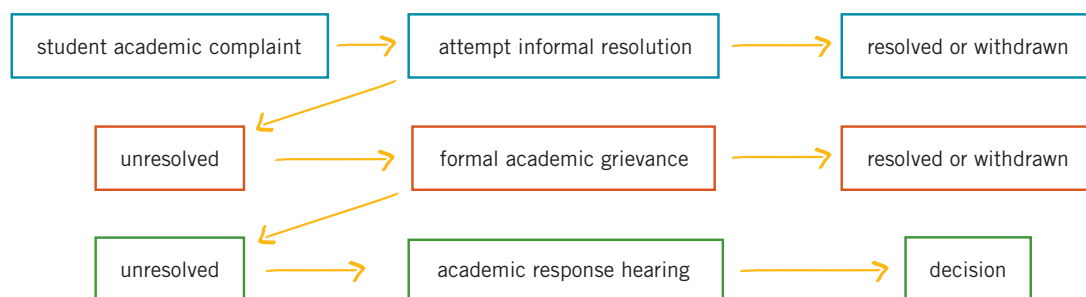 student academic complaint
attempt informal resolution
resolved or withdrawn
unresolved
formal academic grievance
resolved or withdrawn
unresolved
academic response hearing
decision